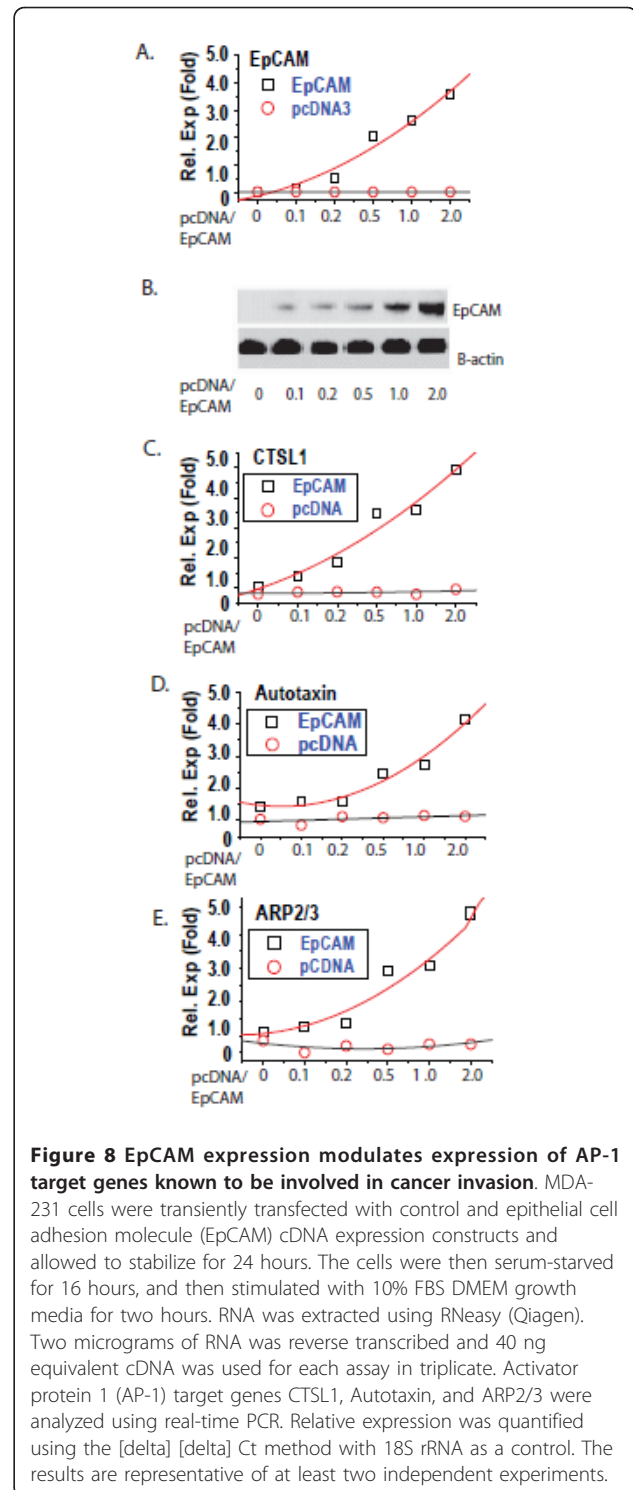 A.
EpCAM
EpCAM
pcDNA3
Rel. Exp (Fold)
5.0
4.0
3.0
2.0
1.0
0
0 0.1 0.2 0.5 1.0 2.0
pcDNA/
EpCAM
B.
EpCAM
B-actin
pcDNA/
EpCAM
0 0.1 0.2 0.5 1.0 2.0
C.
CTSL1
EpCAM
pcDNA
Rel. Exp (Fold)
5.0
4.0
3.0
2.0
1.0
0
0 0.1 0.2 0.5 1.0 2.0
pcDNA/
EpCAM
D.
Autotaxin
EpCAM
pcDNA
Rel. Exp (Fold)
5.0
4.0
3.0
2.0
1.0
0
0 0.1 0.2 0.5 1.0 2.0
pcDNA/
EpCAM
E.
ARP2/3
EpCAM
pCDNA
Rel. Exp (Fold)
5.0
4.0
3.0
2.0
1.0
0
0 0.1 0.2 0.5 1.0 2.0
pcDNA/
EpCAM
Figure 8 EpCAM expression modulates expression of AP-1
target genes known to be involved in cancer invasion. MDA-
231 cells were transiently transfected with control and epithelial cell
adhesion molecule (EpCAM) cDNA expression constructs and
allowed to stabilize for 24 hours. The cells were then serum-starved
for 16 hours, and then stimulated with 10% FBS DMEM growth
media for two hours. RNA was extracted using RNeasy (Qiagen).
Two micrograms of RNA was reverse transcribed and 40 ng
equivalent cDNA was used for each assay in triplicate. Activator
protein 1 (AP-1) target genes CTSL1, Autotaxin, and ARP2/3 were
analyzed using real-time PCR. Relative expression was quantified
using the [delta] [delta] Ct method with 18S rRNA as a control. The
results are representative of at least two independent experiments.